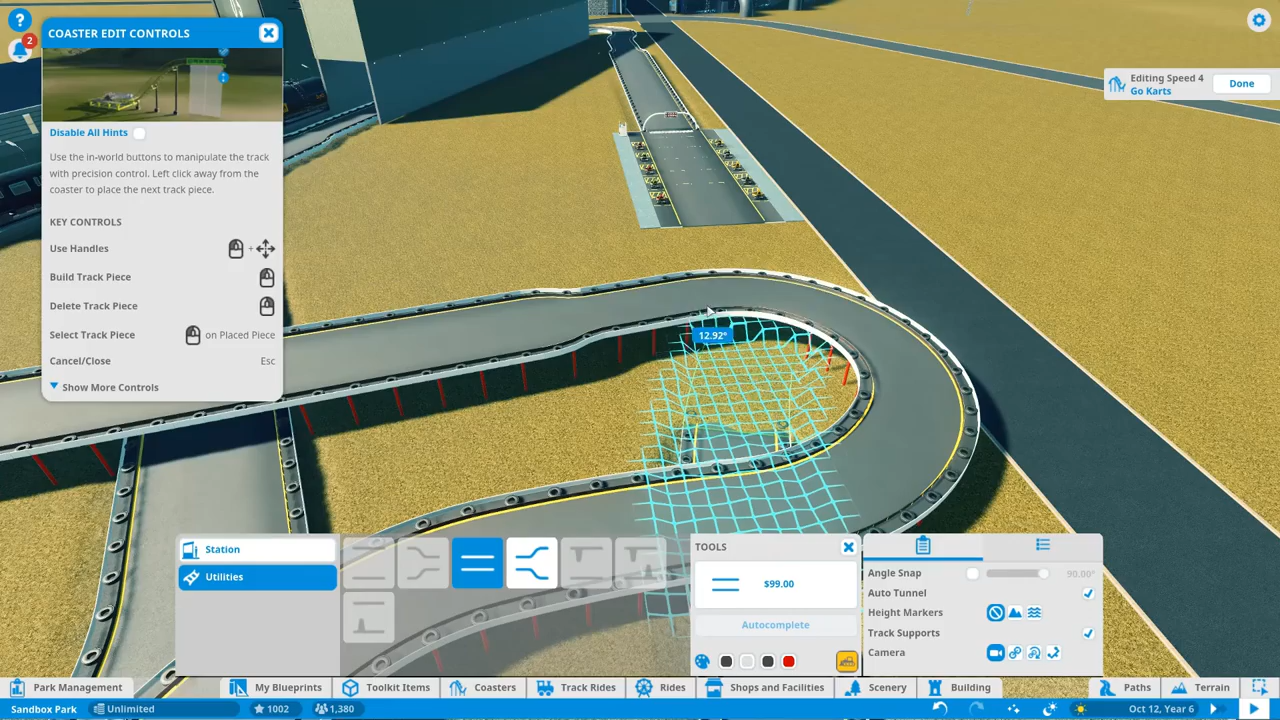 ?
2
COASTER EDIT CONTROLS
Disable All Hints
Use the in-world buttons to manipulate the track
with precision control. Left click away from the
coaster to place the next track piece.
KEY CONTROLS
Use Handles
+
Build Track Piece
Delete Track Piece
Select Track Piece
on Placed Piece
Cancel/Close
Esc
Show More Controls
Editing Speed 4
Go Karts
Done
12.92°
Station
Utilities
TOOLS
$99.00
Autocomplete
Angle Snap
90.00°
Auto Tunnel
Height Markers
Track Supports
Camera
Park Management
My Blueprints
Toolkit Items
Coasters
Track Rides
Rides
Shops and Facilities
Scenery
Building
Paths
Terrain
Sandbox Park
Unlimited
1002
1,380
Oct 12, Year 6